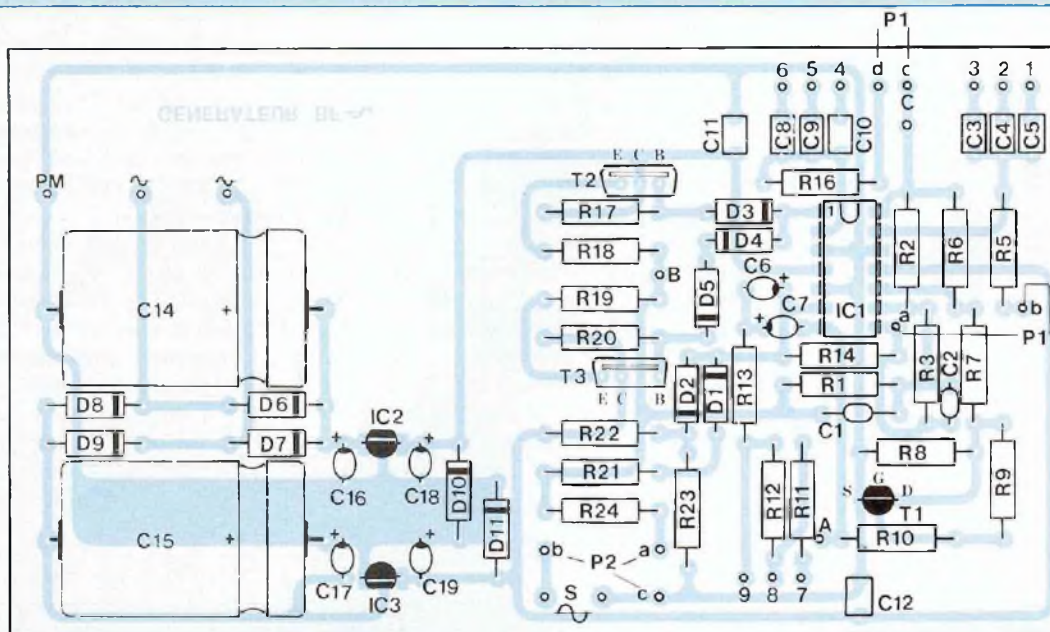 P1
6 5 4 d c 3 2 1
C
GENERATEUR BF
C11 C8 C9 C10 C3 C4 C5
E C B
T2
R16
PM
R17 D3 1
R2 R6 R5
R18 D4
B
C6 +
C14 +
R19 D5
C7 +
IC1
a b
P1
R20
R14
R3 C2 R7
T3
E C B
D2 D1 R13
R1
D8 D6
C1
D9 D7
IC2
+ +
R22
R8
C16 C18
D10
R21
R23 R12 R11
S G D
R9
T1
D11
R24
A
R10
C15 +
+ +
b P2 a
C17 IC3 C19
S c
9 8 7
C12